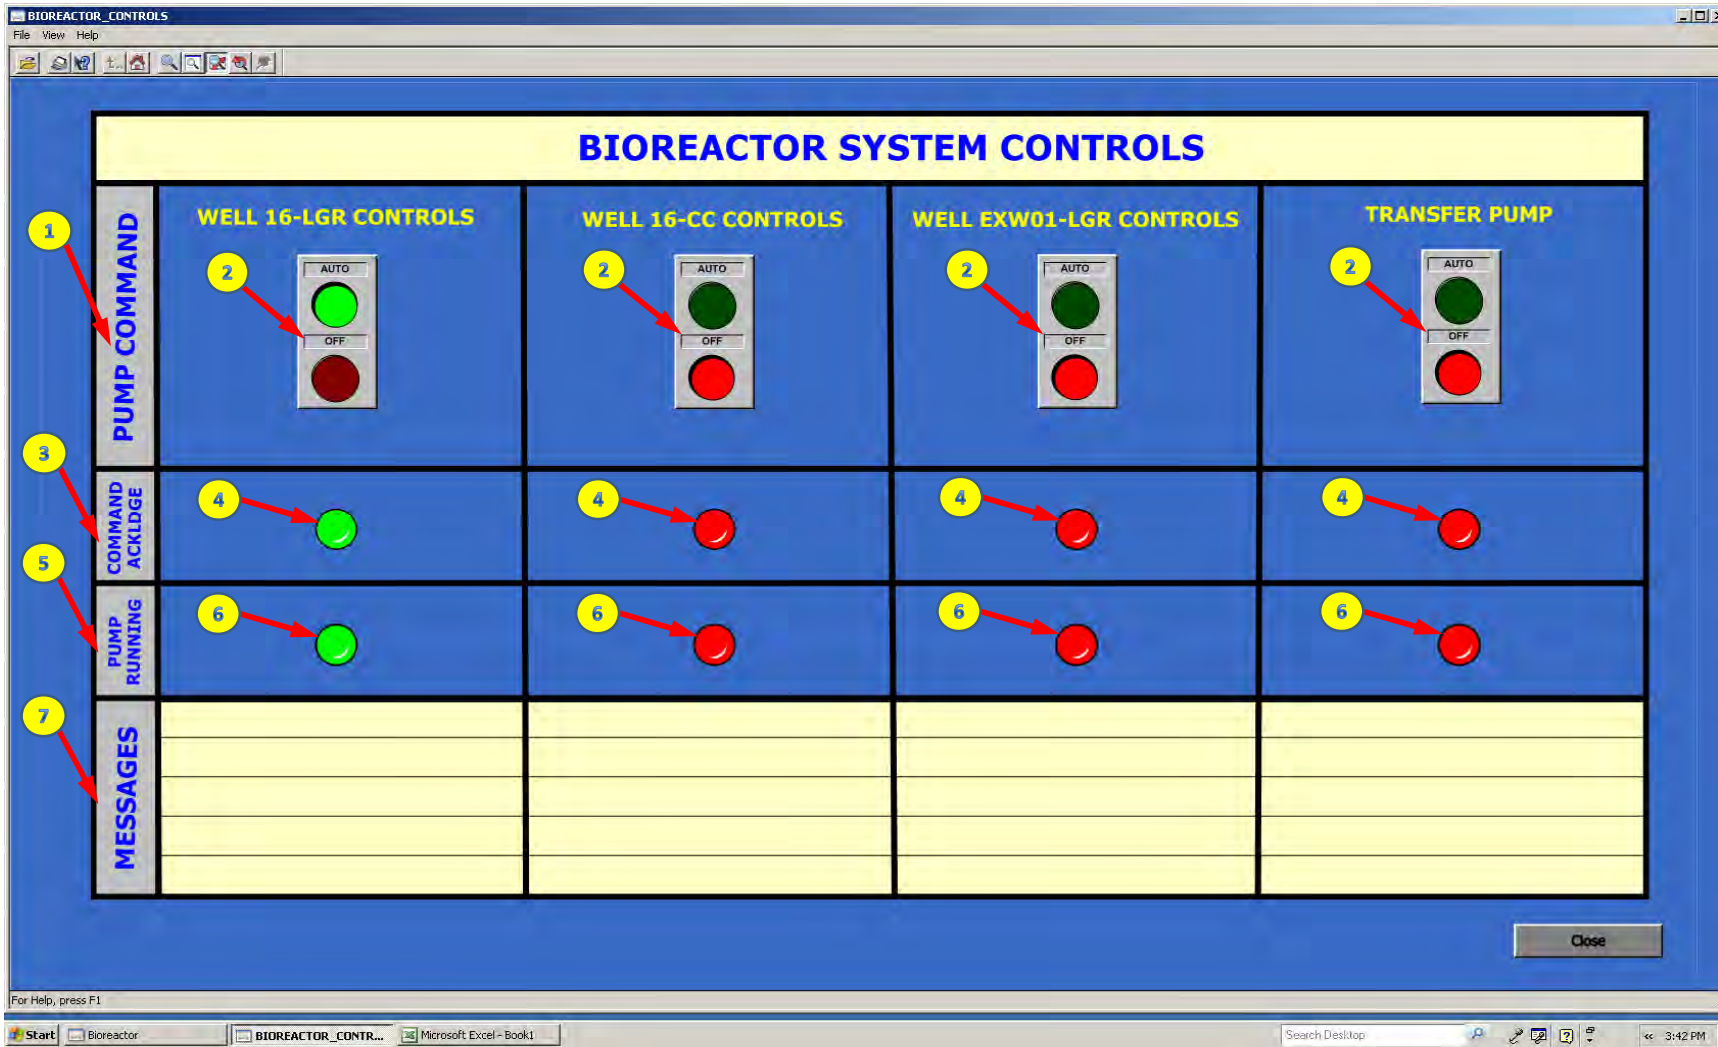 BIOREACTOR_CONTROLS
File View Help
BIOREACTOR SYSTEM CONTROLS
1
PUMP COMMAND
WELL 16-LGR CONTROLS
WELL 16-CC CONTROLS
WELL EXW01-LGR CONTROLS
TRANSFER PUMP
2
AUTO
OFF
2
AUTO
OFF
2
AUTO
OFF
2
AUTO
OFF
3
COMMAND
ACKLDGE
4
4
4
4
5
PUMP
RUNNING
6
6
6
6
7
MESSAGES
Close
For Help, press F1
Start
Bioreactor
BIOREACTOR_CONTR...
Microsoft Excel - Book1
Search Desktop
3:42 PM